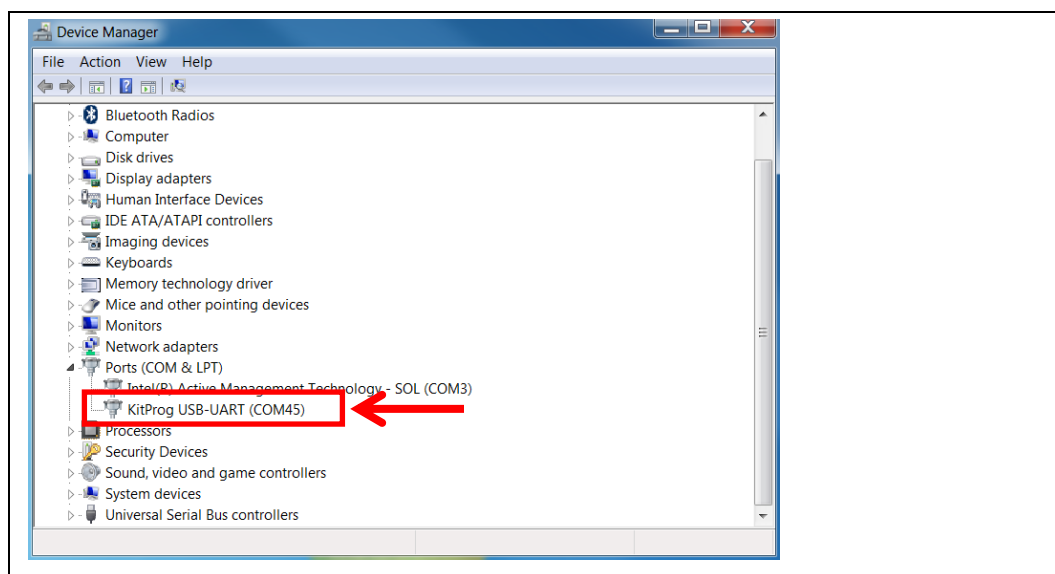 Device Manager
File Action View Help
Bluetooth Radios
Computer
Disk drives
Display adapters
Human Interface Devices
IDE ATA/ATAPI controllers
Imaging devices
Keyboards
Memory technology driver
Mice and other pointing devices
Monitors
Network adapters
Ports (COM & LPT)
Intel(R) Active Management Technology - SOL (COM3)
KitProg USB-UART (COM45)
Processors
Security Devices
Sound, video and game controllers
System devices
Universal Serial Bus controllers